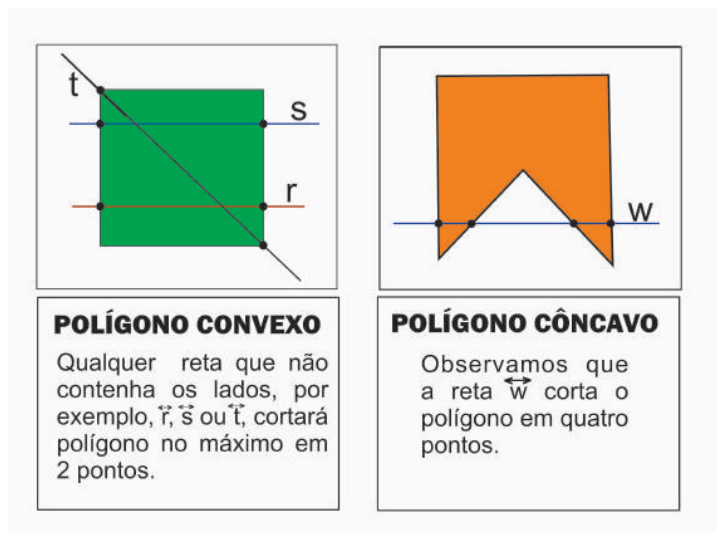 t
s
r
w
POLÍGONO CONVEXO
Qualquer reta que não
contenha os lados, por
exemplo, r, s ou t, cortará
polígono no máximo em
2 pontos.
POLÍGONO CÔNCAVO
Observamos que
a reta w corta o
polígono em quatro
pontos.